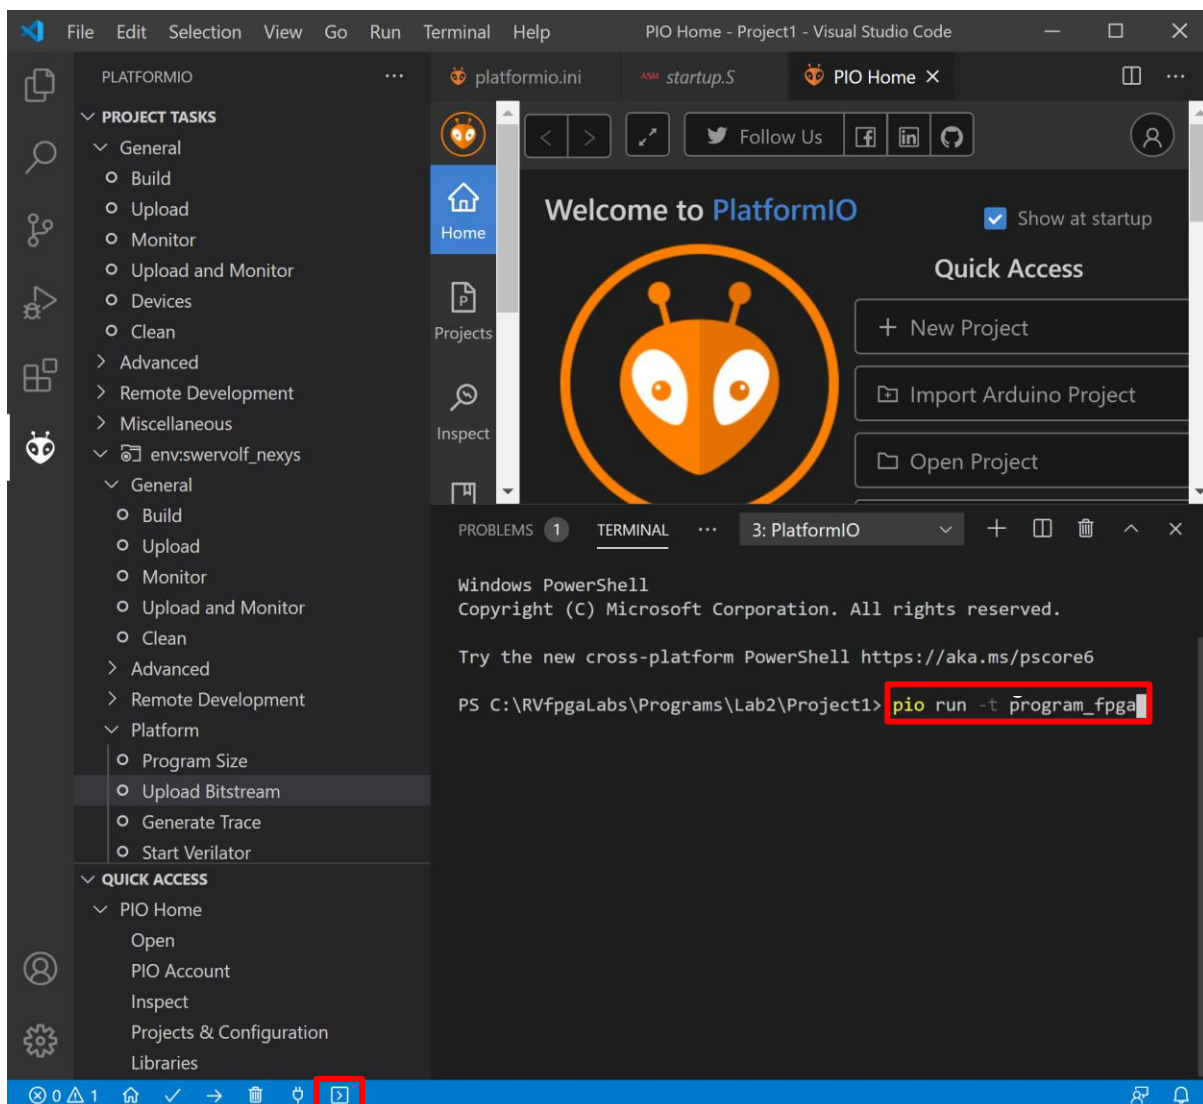 File Edit Selection View Go Run Terminal Help PIO Home - Project1 - Visual Studio Code
PLATFORMIO
platformio.ini ASM startup.S PIO Home
PROJECT TASKS
General
Build
Upload
Monitor
Upload and Monitor
Devices
Clean
Advanced
Remote Development
Miscellaneous
env:swervolf_nexys
General
Build
Upload
Monitor
Upload and Monitor
Clean
Advanced
Remote Development
Platform
Program Size
Upload Bitstream
Generate Trace
Start Verilator
QUICK ACCESS
PIO Home
Open
PIO Account
Inspect
Projects & Configuration
Libraries
Follow Us
Home
Projects
Inspect
Welcome to PlatformIO
Show at startup
Quick Access
New Project
Import Arduino Project
Open Project
PROBLEMS 1 TERMINAL ... 3: PlatformIO
Windows PowerShell
Copyright (C) Microsoft Corporation. All rights reserved.
Try the new cross-platform PowerShell https://aka.ms/pscore6
PS C:\RVfpgaLabs\Programs\Lab2\Project1> pio run -t program_fpga
0 1